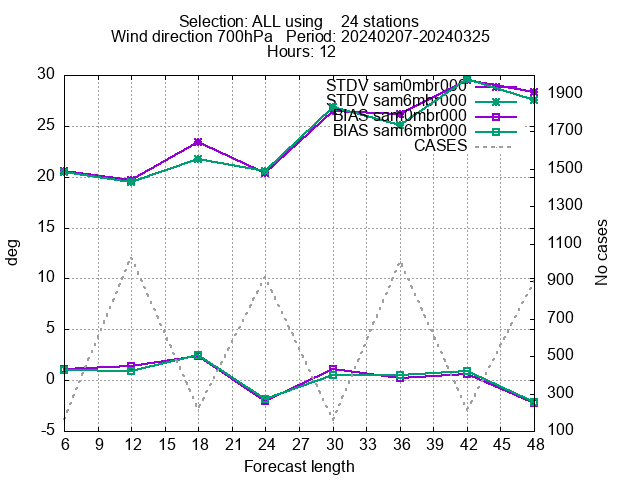 Selection: ALL using 24 stations
Wind direction 700hPa Period: 20240207-20240325
Hours: 12
30
25
20
15
10
5
0
-5
deg
STDV sam0mbr000
STDV sam6mbr000
BIAS sam0mbr000
BIAS sam6mbr000
CASES
1900
1700
1500
1300
1100
900
700
500
300
100
No cases
6 9 12 15 18 21 24 27 30 33 36 39 42 45 48
Forecast length